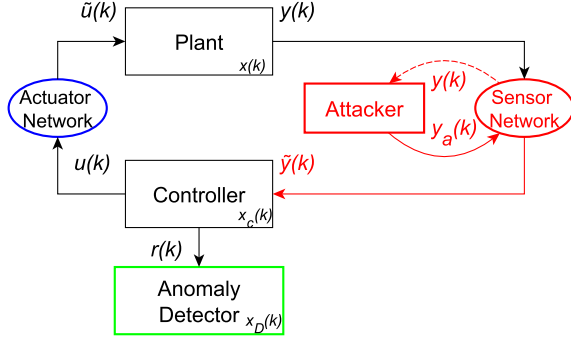 ũ(k)
y(k)
Plant
x(k)
Actuator
Network
Attacker
y(k)
y_a(k)
Sensor
Network
u(k)
Controller
x_c(k)
ỹ(k)
r(k)
Anomaly
Detector
x_D(k)